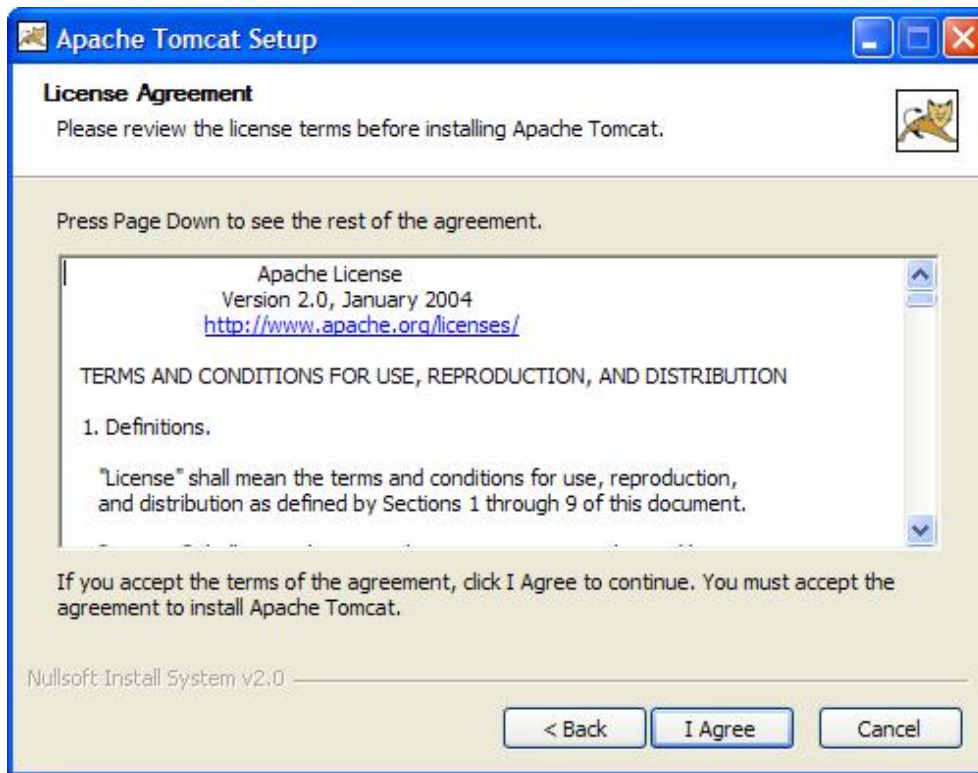 Apache Tomcat Setup
License Agreement
Please review the license terms before installing Apache Tomcat.
Press Page Down to see the rest of the agreement.
Apache License
Version 2.0, January 2004
http://www.apache.org/licenses/
TERMS AND CONDITIONS FOR USE, REPRODUCTION, AND DISTRIBUTION
1. Definitions.
"License" shall mean the terms and conditions for use, reproduction,
and distribution as defined by Sections 1 through 9 of this document.
If you accept the terms of the agreement, click I Agree to continue. You must accept the
agreement to install Apache Tomcat.
Nullsoft Install System v2.0
< Back
I Agree
Cancel